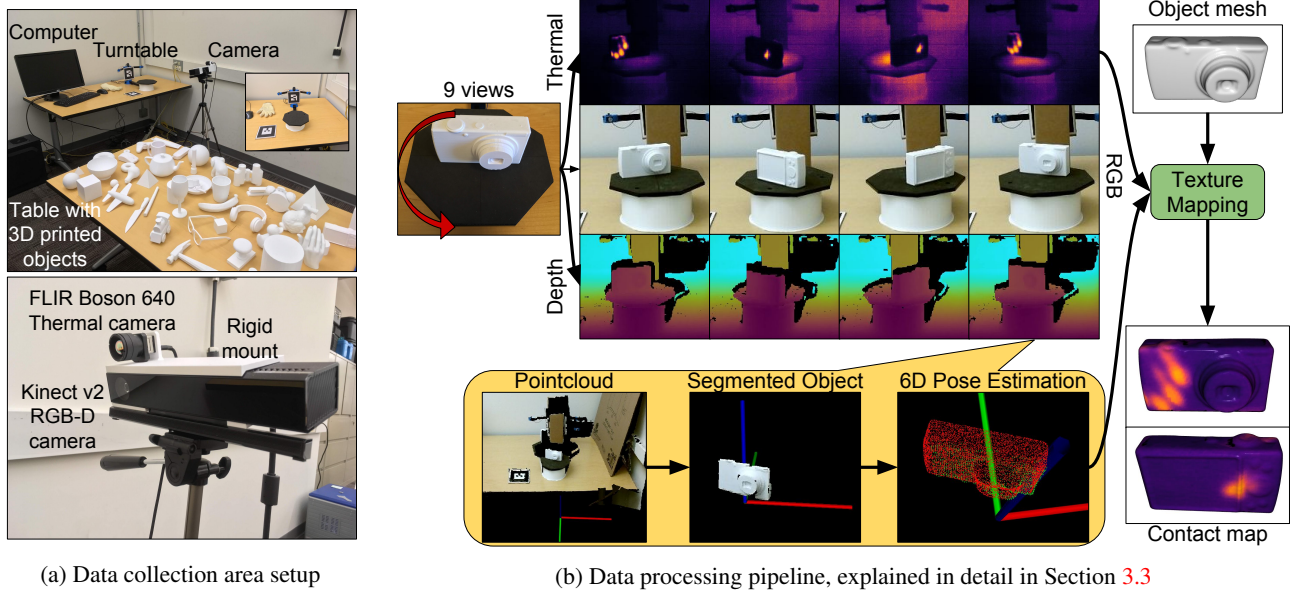 Computer
Turntable
Camera
Table with
3D printed
objects
FLIR Boson 640
Thermal camera
Rigid
mount
Kinect v2
RGB-D
camera
(a) Data collection area setup
9 views
Thermal
RGB
Depth
Object mesh
Texture
Mapping
Pointcloud
Segmented Object
6D Pose Estimation
Contact map
(b) Data processing pipeline, explained in detail in Section 3.3